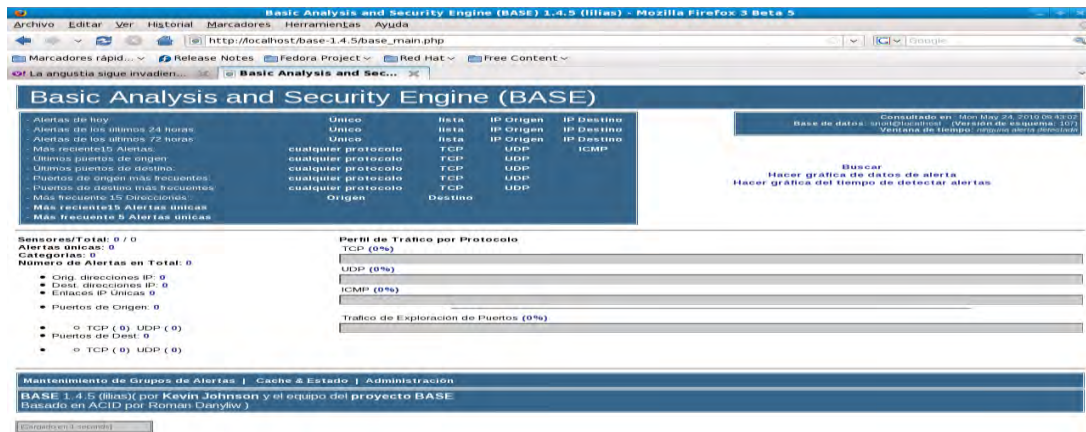 Basic Analysis and Security Engine (BASE) 1.4.5 (lilias) - Mozilla Firefox 3 Beta 5
Archivo Editar Ver Historial Marcadores Herramientas Ayuda
http://localhost/base-1.4.5/base_main.php Google
Marcadores rápid... Release Notes Fedora Project Red Hat Free Content
La angustia sigue invadien... Basic Analysis and Sec...
Basic Analysis and Security Engine (BASE)
- Alertas de hoy: Único lista IP Origen IP Destino
- Alertas de los últimos 24 horas: Único lista IP Origen IP Destino
- Alertas de los últimos 72 horas: Único lista IP Origen IP Destino
- Más reciente15 Alertas: cualquier protocolo TCP UDP ICMP
- Últimos puertos de origen: cualquier protocolo TCP UDP
- Últimos puertos de destino: cualquier protocolo TCP UDP
- Puertos de origen más frecuentes: cualquier protocolo TCP UDP
- Puertos de destino más frecuentes: cualquier protocolo TCP UDP
- Más frecuente 15 Direcciones: Origen Destino
- Más reciente15 Alertas únicas
- Más frecuente 5 Alertas únicas
Consultado en : Mon May 24, 2010 08:43:02
Base de datos: snort@localhost (Versión de esquema: 107)
Ventana de tiempo: ninguna alerta detectada
Buscar
Hacer gráfica de datos de alerta
Hacer gráfica del tiempo de detectar alertas
Sensores/Total: 0 / 0
Alertas únicas: 0
Categorías: 0
Número de Alertas en Total: 0
Orig. direcciones IP: 0
Dest. direcciones IP: 0
Enlaces IP Únicas 0
Puertos de Origen: 0
TCP ( 0) UDP ( 0)
Puertos de Dest: 0
TCP ( 0) UDP ( 0)
Perfil de Tráfico por Protocolo
TCP (0%)
UDP (0%)
ICMP (0%)
Trafico de Exploración de Puertos (0%)
Mantenimiento de Grupos de Alertas | Cache & Estado | Administración
BASE 1.4.5 (lilias)( por Kevin Johnson y el equipo del proyecto BASE
Basado en ACID por Roman Danyliw )